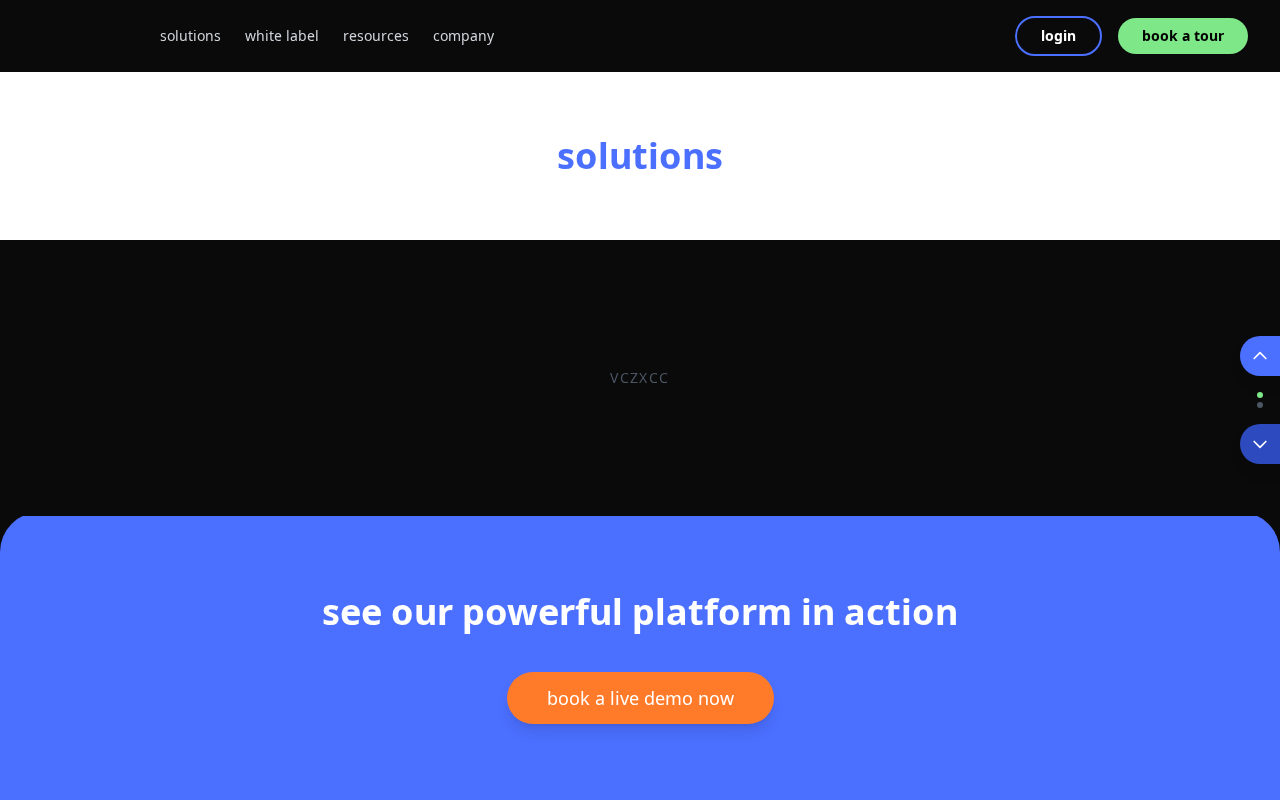 solutions white label resources company login book a tour
solutions
VCZXCC
see our powerful platform in action
book a live demo now